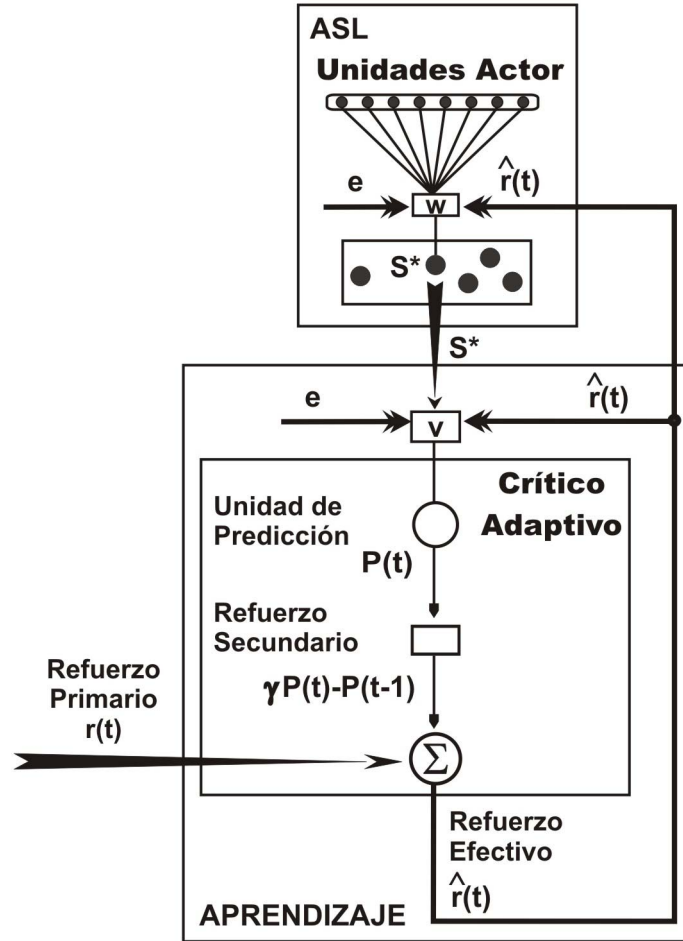 ASL
Unidades Actor
e
r̂(t)
w
S*
S*
e
r̂(t)
v
Crítico
Adaptivo
Unidad de
Predicción
P(t)
Refuerzo
Secundario
γP(t)-P(t-1)
Refuerzo
Primario
r(t)
Σ
Refuerzo
Efectivo
r̂(t)
APRENDIZAJE